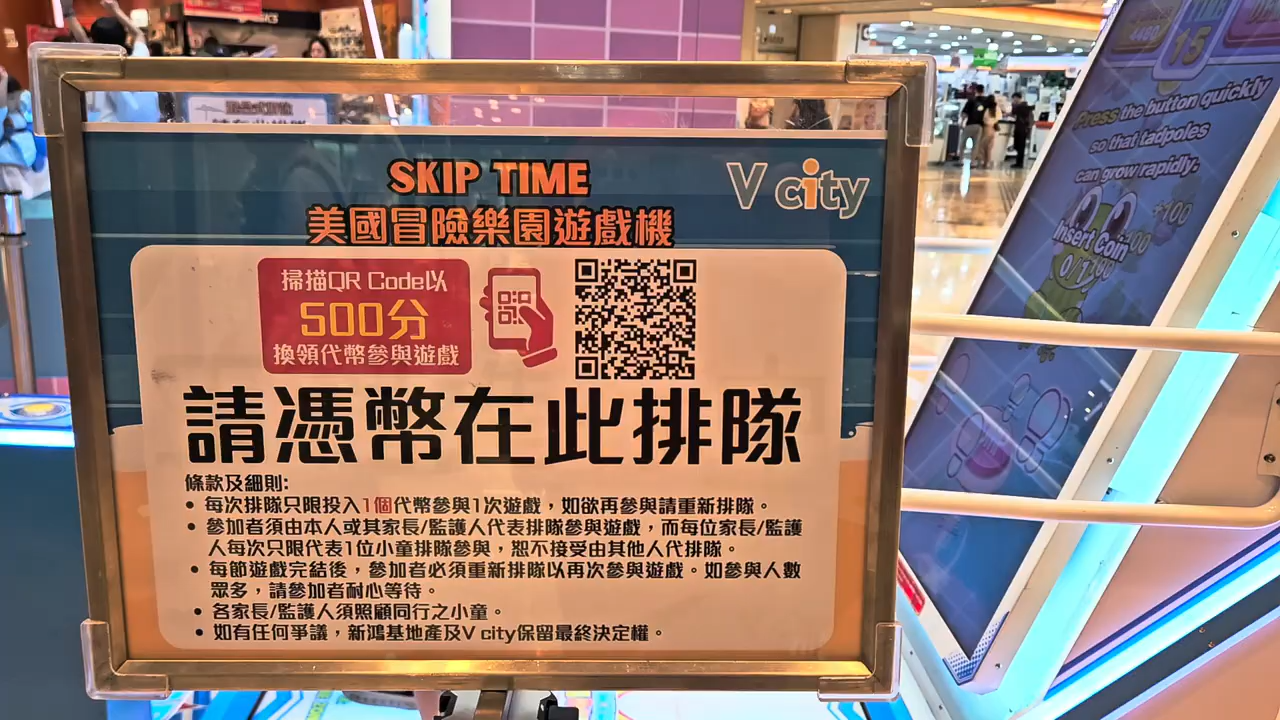 SKIP TIME
V city
美國冒險樂園遊戲機
掃描QR Code以
500分
換領代幣參與遊戲
請憑幣在此排隊
條款及細則:
• 每次排隊只限投入1個代幣參與1次遊戲，如欲再參與請重新排隊。
• 參加者須由本人或其家長/監護人代表排隊參與遊戲，而每位家長/監護
人每次只限代表1位小童排隊參與，恕不接受由其他人代排隊。
• 每節遊戲完結後，參加者必須重新排隊以再次參與遊戲。如參與人數
眾多，請參加者耐心等待。
• 各家長/監護人須照顧同行之小童。
• 如有任何爭議，新鴻基地產及V city保留最終決定權。
15
Press the button quickly
so that tadpoles
can grow rapidly.
+100
Insert Coin